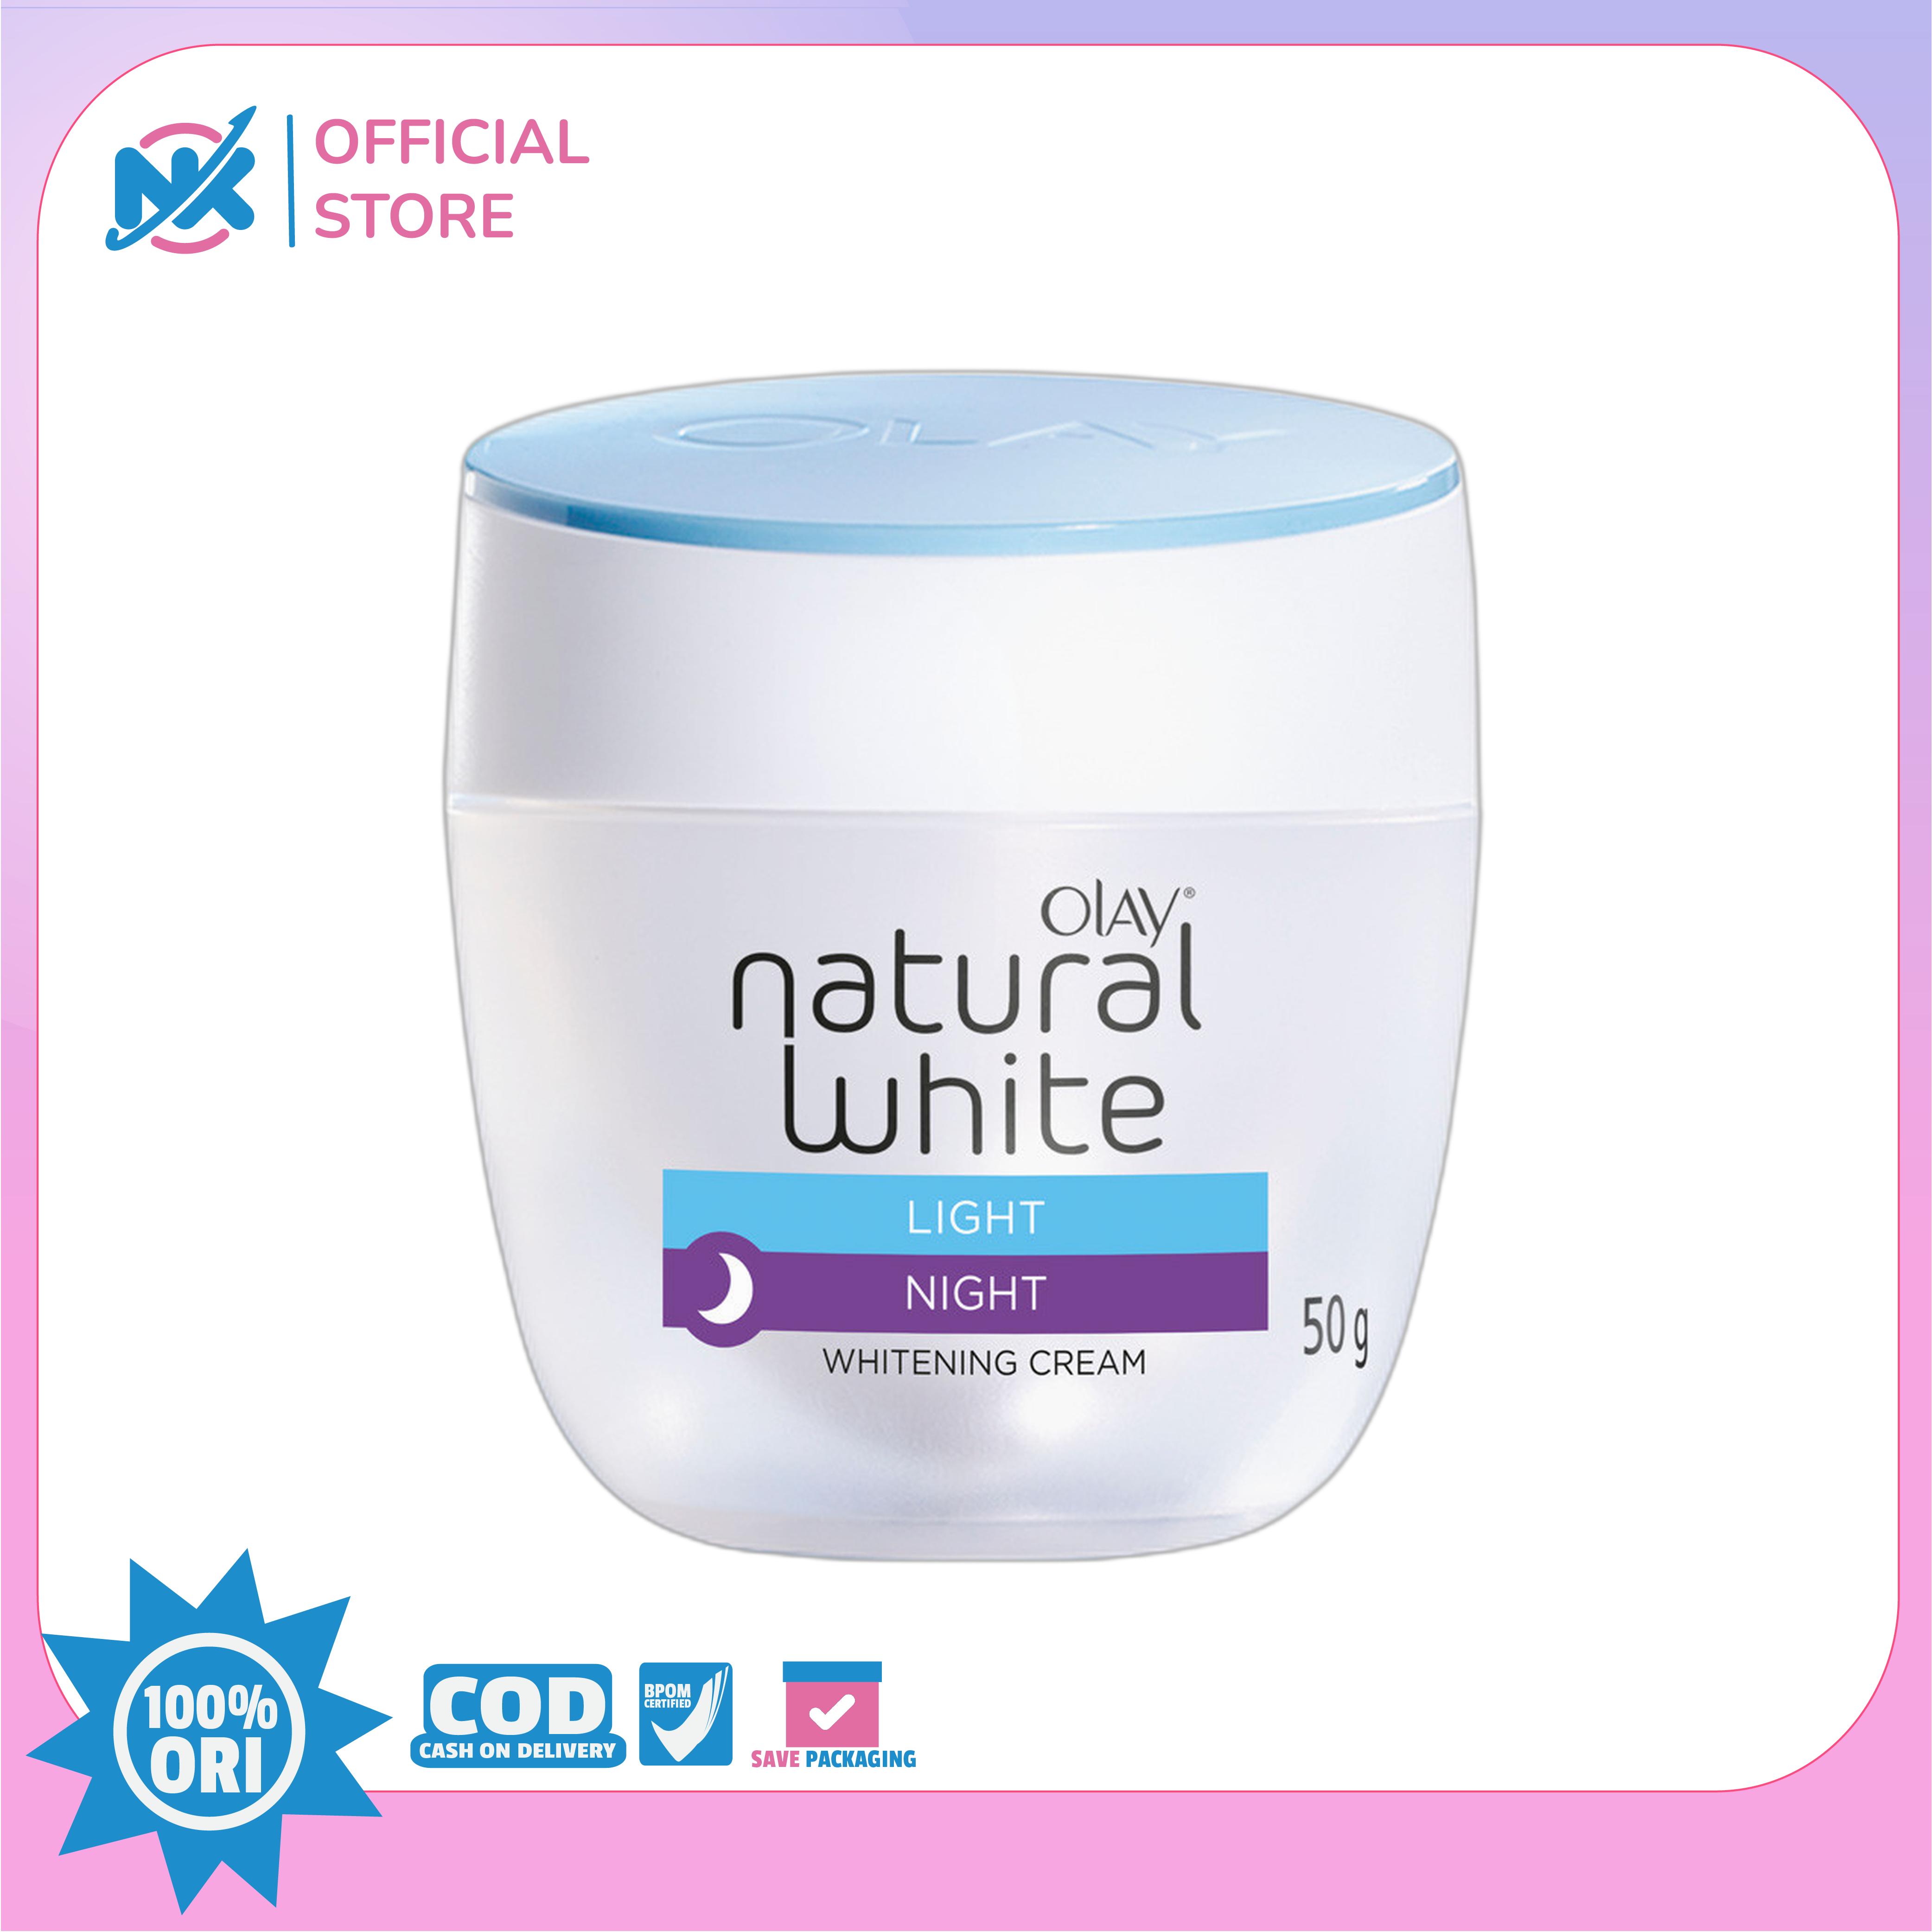 NK
OFFICIAL
STORE
OLAY
OLAY®
natural
white
LIGHT
NIGHT
50 g
WHITENING CREAM
100%
ORI
COD
CASH ON DELIVERY
BPOM
CERTIFIED
SAVE PACKAGING